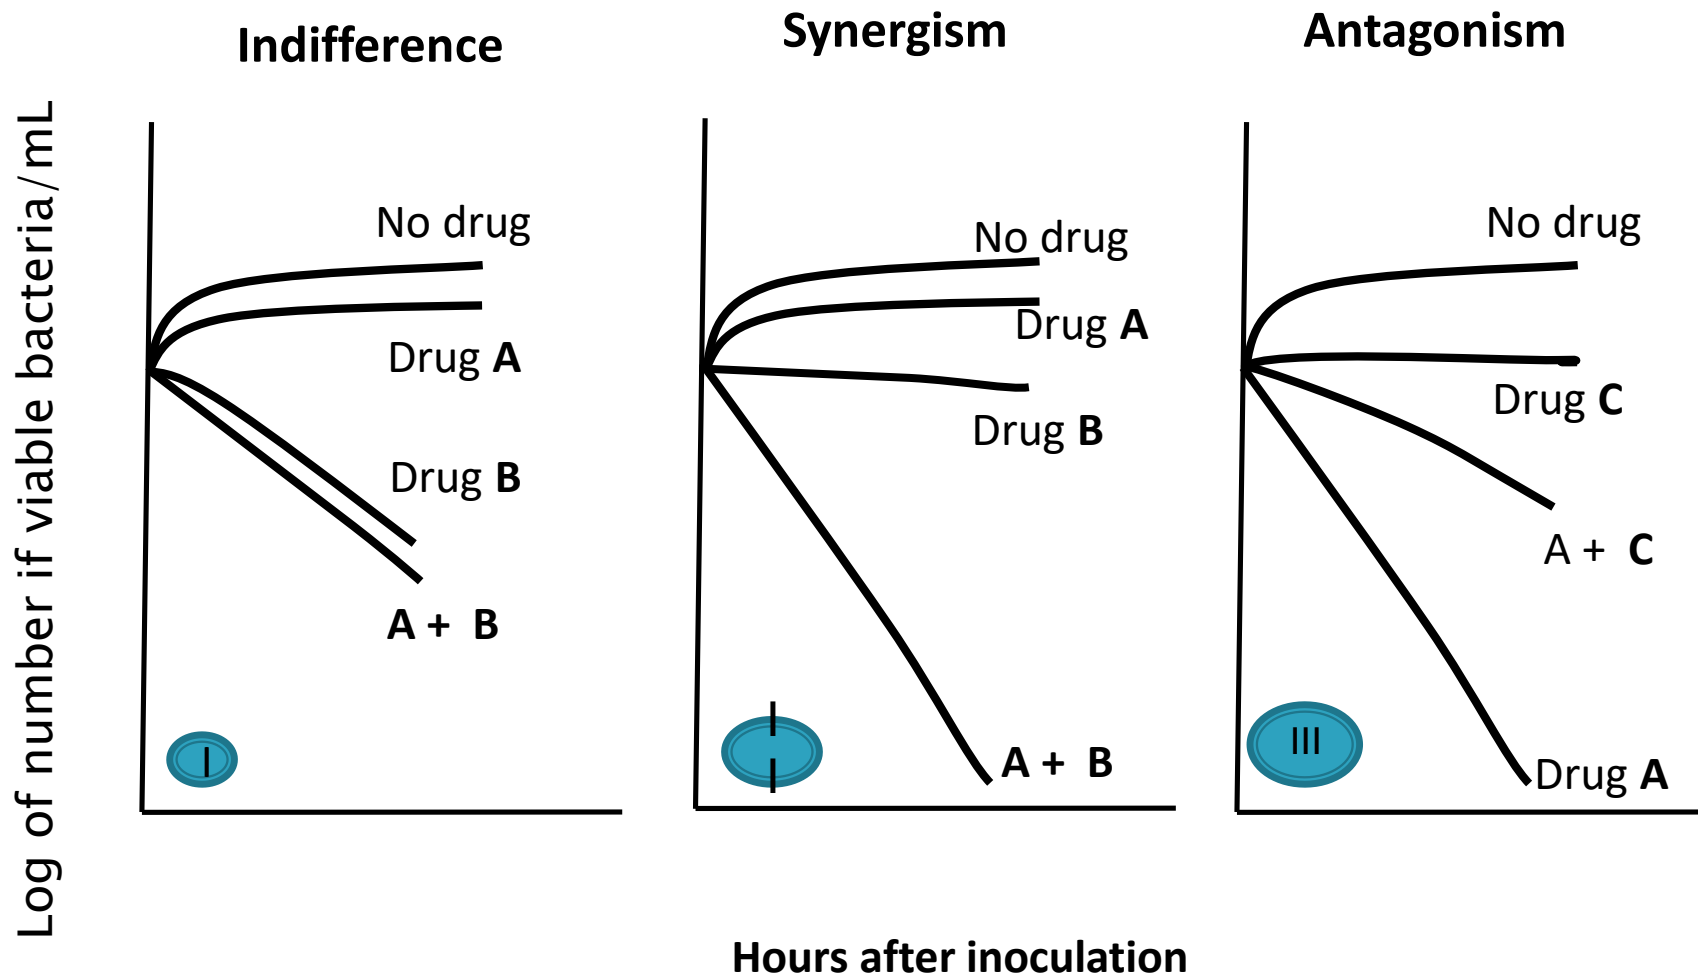 Indifference
Synergism
Antagonism
Log of number if viable bacteria/mL
No drug
Drug A
Drug B
A + B
I
No drug
Drug A
Drug B
A + B
I
I
No drug
Drug C
A + C
Drug A
III
Hours after inoculation